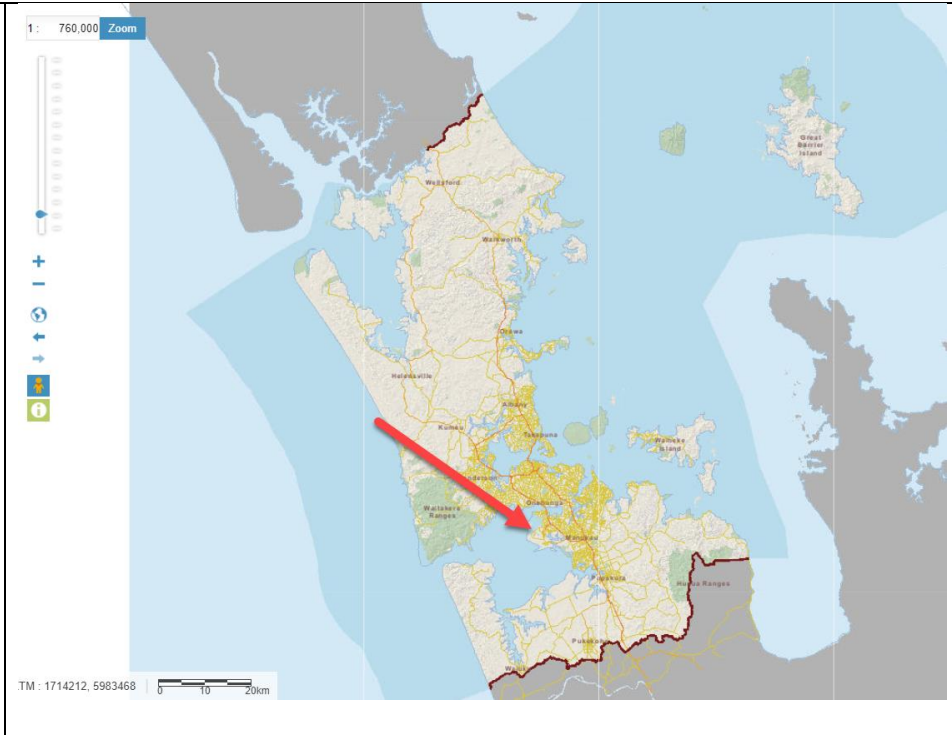 1 : 760,000 Zoom
Great
Barrier
Island
Wellsford
Warkworth
Orewa
Helensville
Albany
Kumeu
Takapuna
Waiheke
Island
Onehunga
Waitakere
Ranges
Manukau
Papakura
Hunua Ranges
Pukekohe
.TM : 1714212, 5983468
0 10 20km